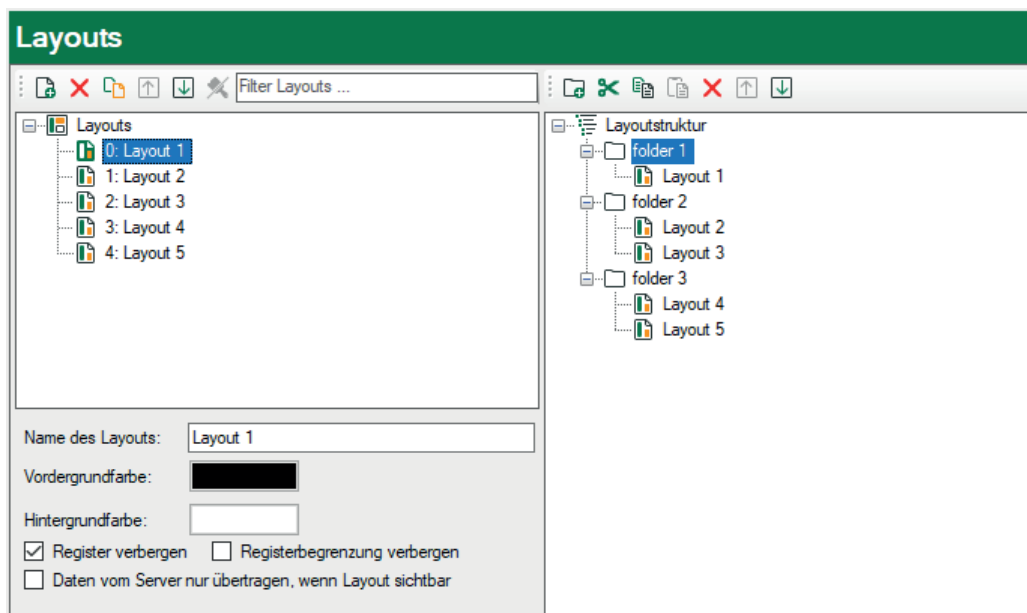 Layouts
Filter Layouts ...
Layouts
0: Layout 1
1: Layout 2
2: Layout 3
3: Layout 4
4: Layout 5
Name des Layouts: Layout 1
Vordergrundfarbe:
Hintergrundfarbe:
Register verbergen Registerbegrenzung verbergen
Daten vom Server nur übertragen, wenn Layout sichtbar
Layoutstruktur
folder 1
Layout 1
folder 2
Layout 2
Layout 3
folder 3
Layout 4
Layout 5